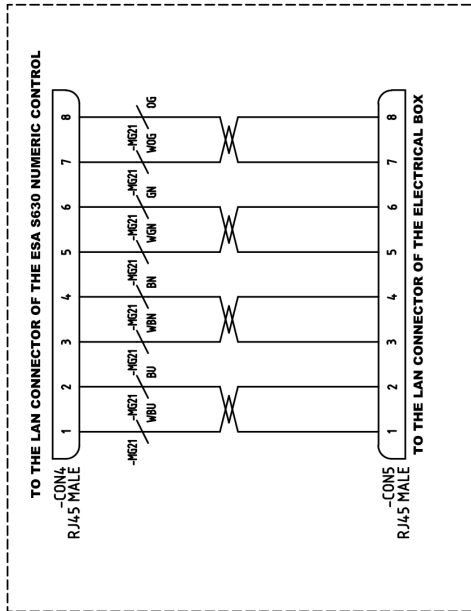 TO THE LAN CONNECTOR OF THE ESA S630 NUMERIC CONTROL
-CON4
RJ45 MALE
1 2 3 4 5 6 7 8
-MG21 WBU
-MG21 BU
-MG21 WBN
-MG21 BN
-MG21 WGN
-MG21 GN
-MG21 WOG
-MG21 OG
-CON5
RJ45 MALE
1 2 3 4 5 6 7 8
TO THE LAN CONNECTOR OF THE ELECTRICAL BOX